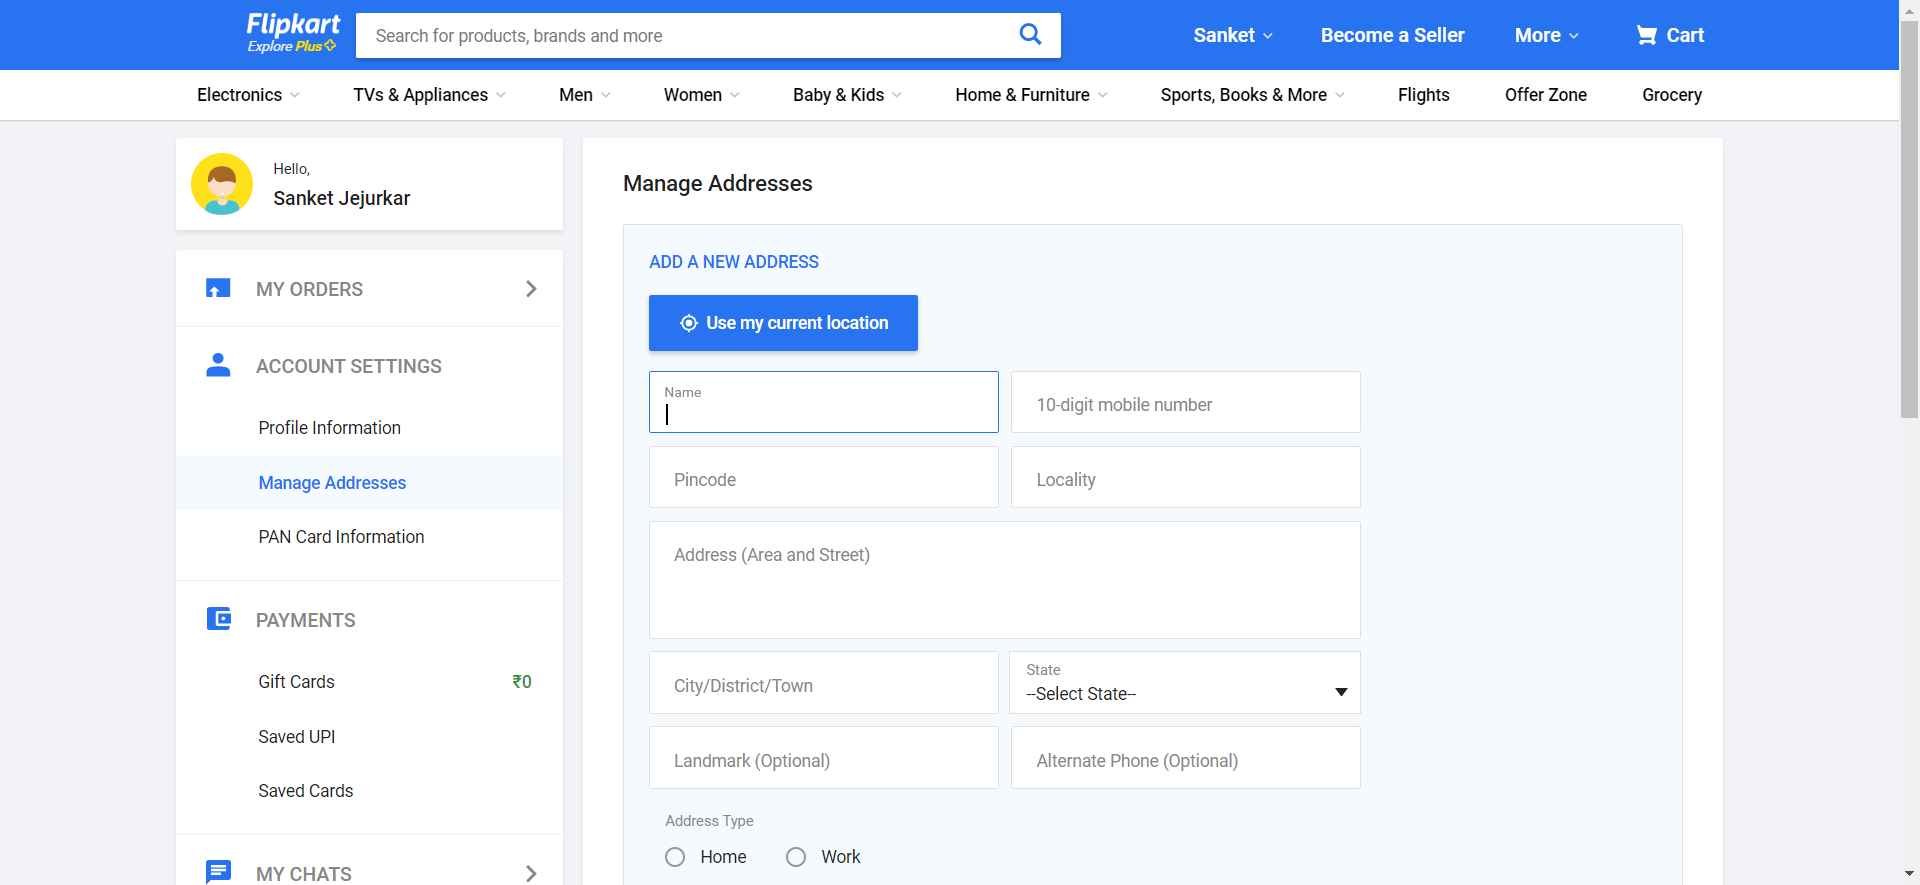 Flipkart
Explore Plus
Search for products, brands and more
Sanket
Become a Seller
More
Cart
Electronics
TVs & Appliances
Men
Women
Baby & Kids
Home & Furniture
Sports, Books & More
Flights
Offer Zone
Grocery
Hello,
Sanket Jejurkar
MY ORDERS
ACCOUNT SETTINGS
Profile Information
Manage Addresses
PAN Card Information
PAYMENTS
Gift Cards ₹0
Saved UPI
Saved Cards
MY CHATS
Manage Addresses
ADD A NEW ADDRESS
Use my current location
Name
10-digit mobile number
Pincode
Locality
Address (Area and Street)
City/District/Town
State
--Select State--
Landmark (Optional)
Alternate Phone (Optional)
Address Type
Home
Work